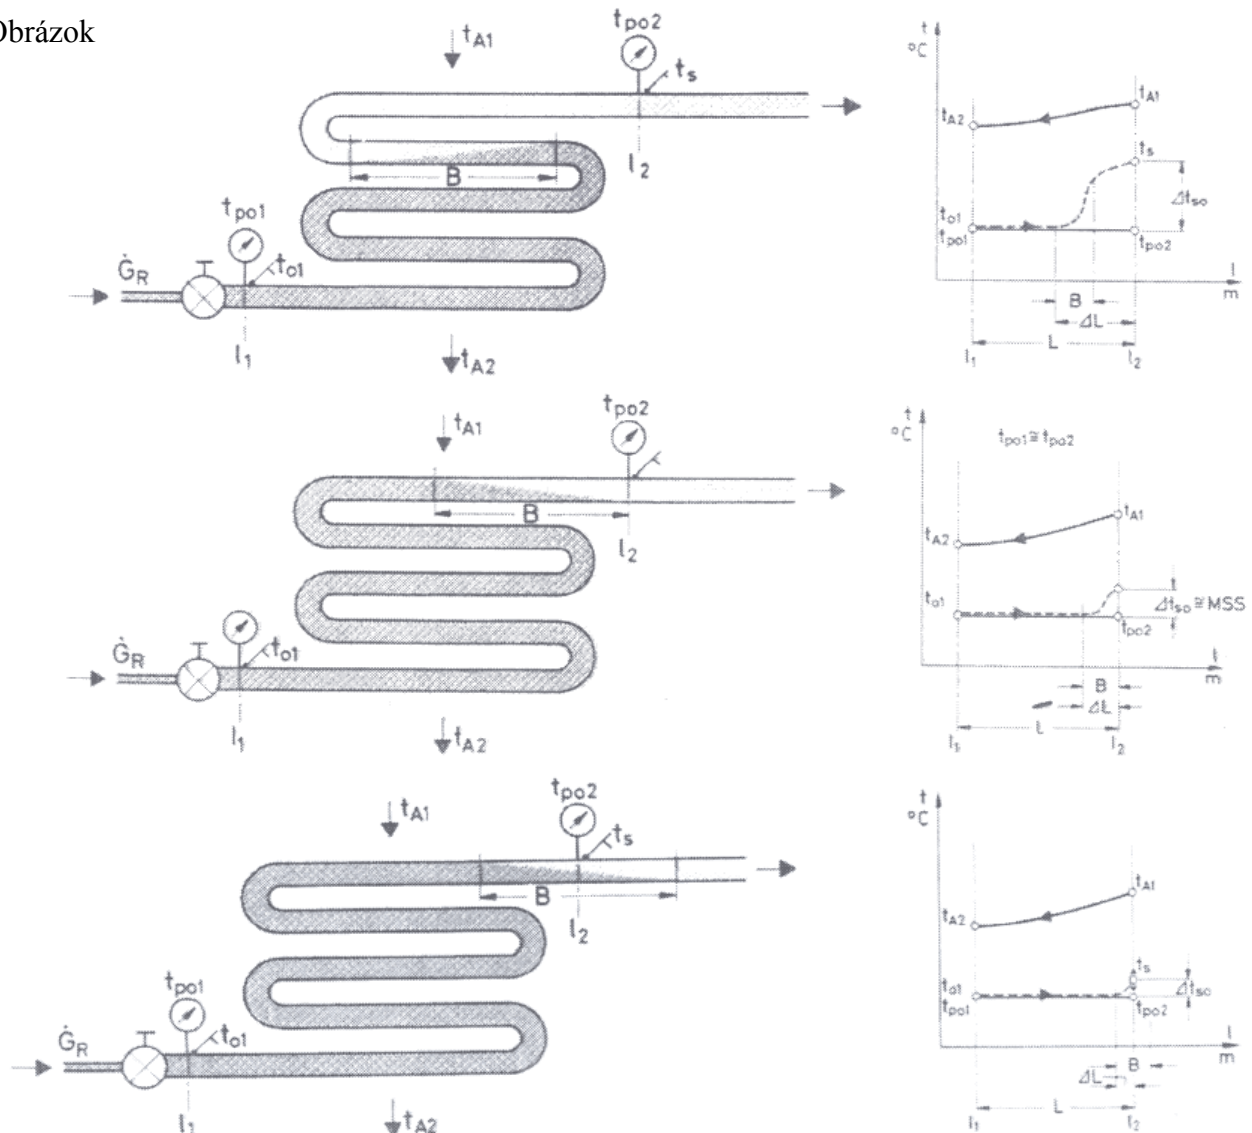 Obrázok
t_A1
t_po2
t_s
B
l_2
t_po1
t_o1
Ġ_R
l_1
t_A2
t
°C
t_A1
t_A2
t_s
Δt_so
t_o1
t_po1
t_po2
l
m
B
ΔL
L
l_1
l_2
t_A1
t_po2
B
l_2
Ġ_R
t_o1
l_1
t_A2
t
°C
t_po1 ≅ t_po2
t_A1
t_A2
t_o1
Δt_so ≅ MSS
t_po2
l
m
B
ΔL
L
l_1
l_2
t_A1
t_po2
t_s
B
l_2
t_po1
Ġ_R
t_o1
l_1
t_A2
t
°C
t_A1
t_A2
t_s
t_o1
Δt_so
t_po1
t_po2
l
m
B
ΔL
L
l_1
l_2